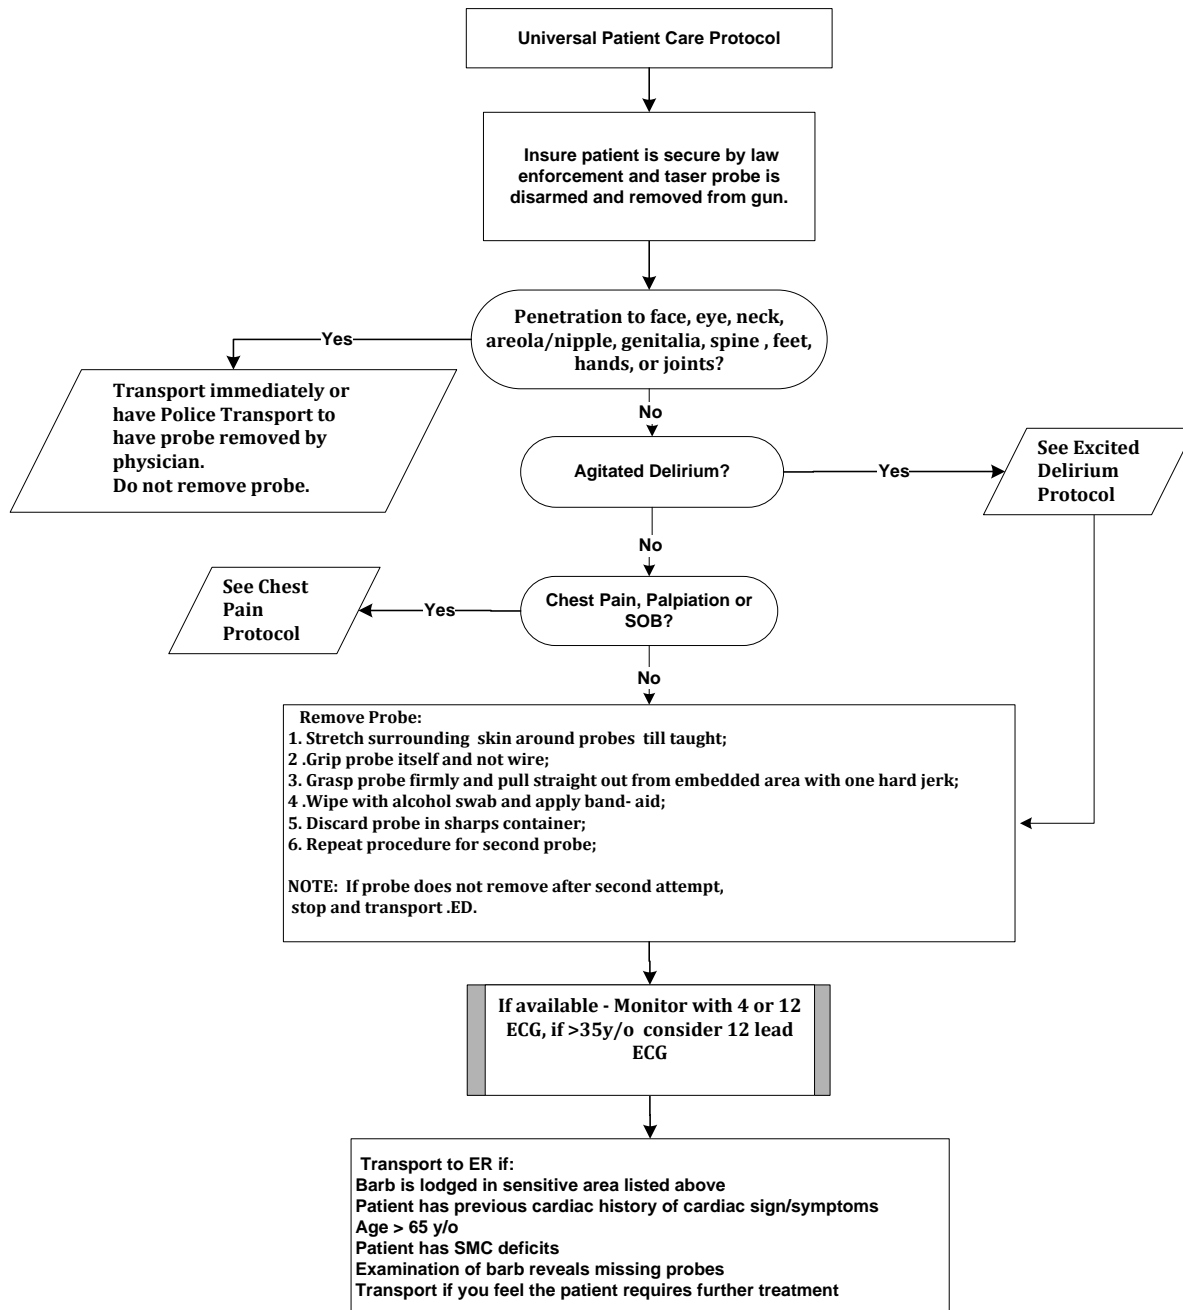 Universal Patient Care Protocol
Insure patient is secure by law
enforcement and taser probe is
disarmed and removed from gun.
Penetration to face, eye, neck,
areola/nipple, genitalia, spine , feet,
hands, or joints?
Yes
Transport immediately or
have Police Transport to
have probe removed by
physician.
Do not remove probe.
No
Agitated Delirium?
Yes
See Excited
Delirium
Protocol
No
Chest Pain, Palpiation or
SOB?
Yes
See Chest
Pain
Protocol
No
Remove Probe:
1. Stretch surrounding skin around probes till taught;
2 .Grip probe itself and not wire;
3. Grasp probe firmly and pull straight out from embedded area with one hard jerk;
4 .Wipe with alcohol swab and apply band- aid;
5. Discard probe in sharps container;
6. Repeat procedure for second probe;
NOTE: If probe does not remove after second attempt,
stop and transport .ED.
If available - Monitor with 4 or 12
ECG, if >35y/o consider 12 lead
ECG
Transport to ER if:
Barb is lodged in sensitive area listed above
Patient has previous cardiac history of cardiac sign/symptoms
Age > 65 y/o
Patient has SMC deficits
Examination of barb reveals missing probes
Transport if you feel the patient requires further treatment